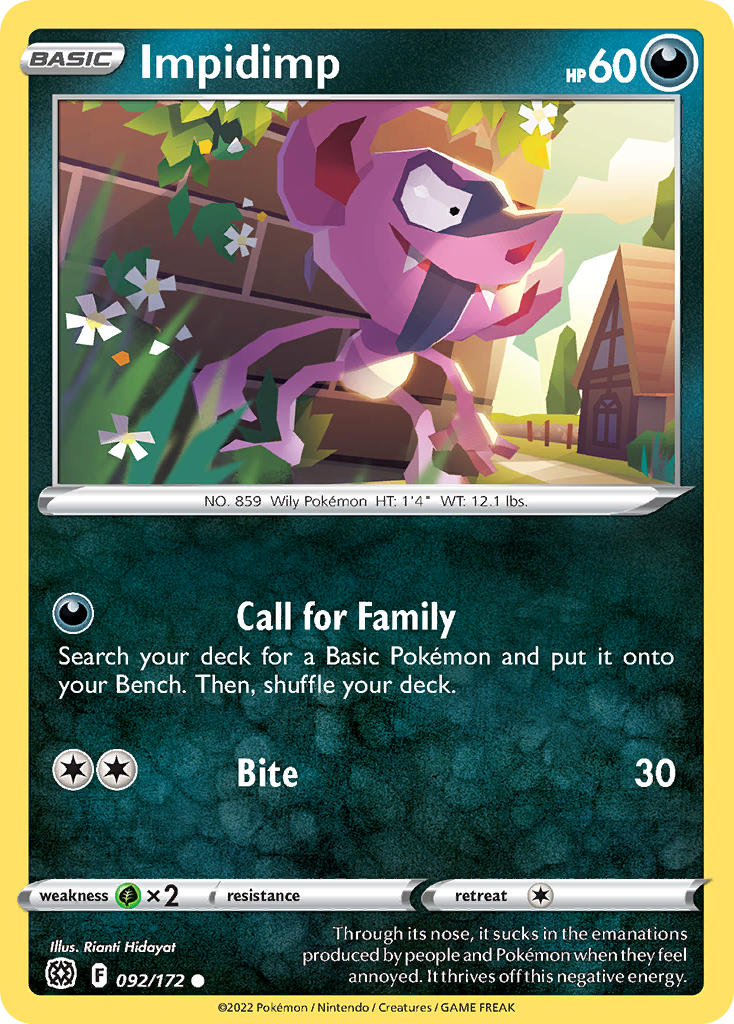 BASIC Impidimp HP60
NO. 859 Wily Pokémon HT: 1'4" WT: 12.1 lbs.
Call for Family
Search your deck for a Basic Pokémon and put it onto
your Bench. Then, shuffle your deck.
Bite 30
weakness ×2 resistance retreat
Illus. Rianti Hidayat
Through its nose, it sucks in the emanations
produced by people and Pokémon when they feel
annoyed. It thrives off this negative energy.
F 092/172
©2022 Pokémon / Nintendo / Creatures / GAME FREAK